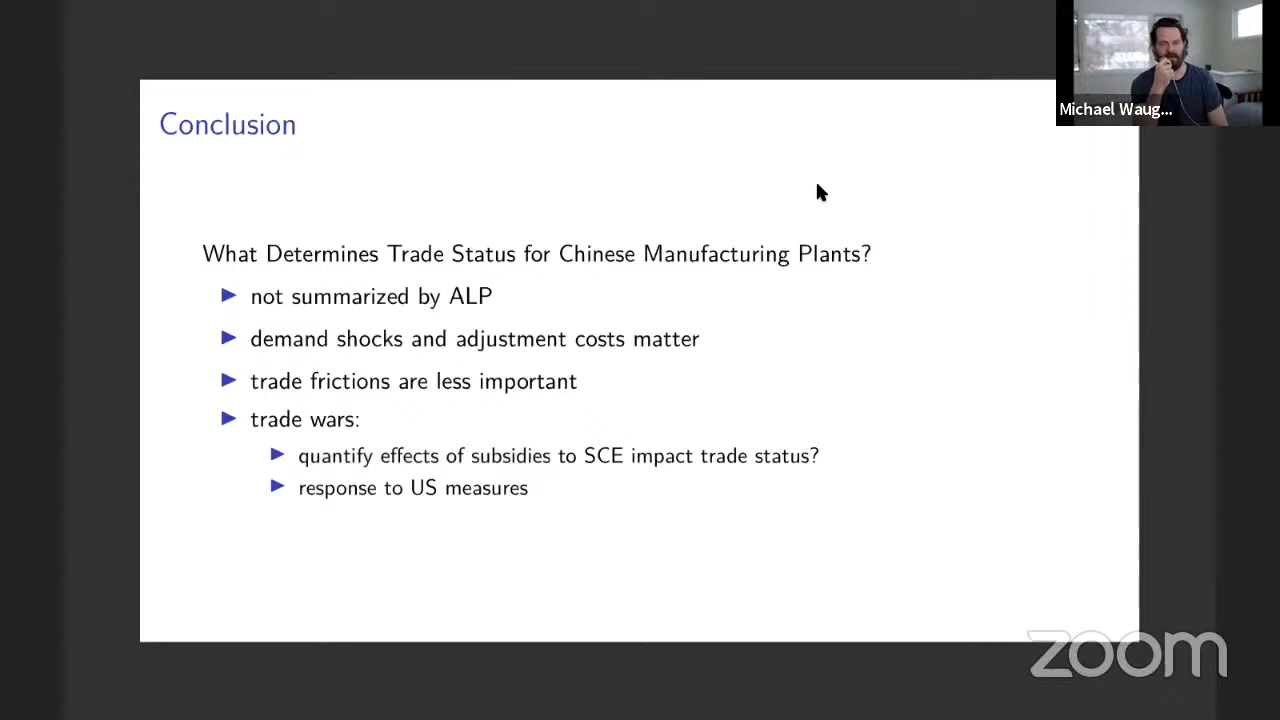 Michael Waug...
Conclusion
What Determines Trade Status for Chinese Manufacturing Plants?
not summarized by ALP
demand shocks and adjustment costs matter
trade frictions are less important
trade wars:
quantify effects of subsidies to SCE impact trade status?
response to US measures
zoom